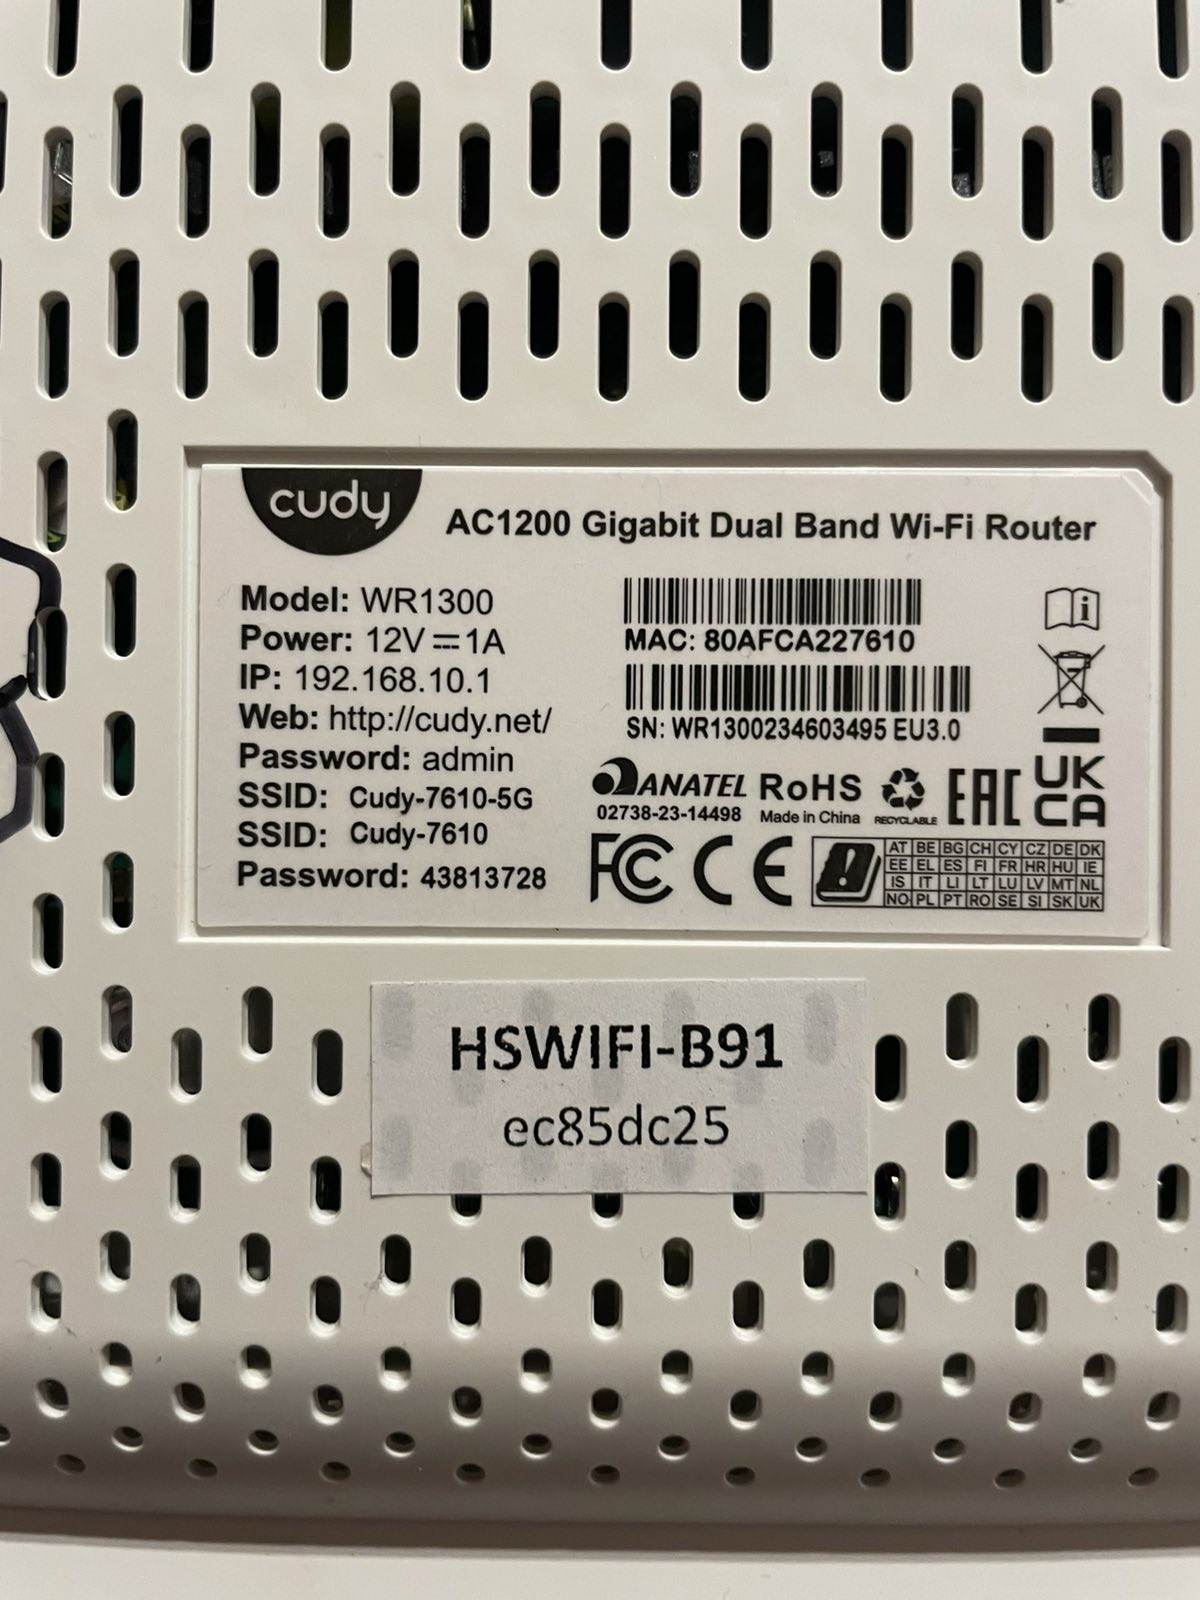 cudy
AC1200 Gigabit Dual Band Wi-Fi Router
Model: WR1300
Power: 12V⎓1A
IP: 192.168.10.1
Web: http://cudy.net/
Password: admin
SSID: Cudy-7610-5G
SSID: Cudy-7610
Password: 43813728
MAC: 80AFCA227610
SN: WR1300234603495 EU3.0
ANATEL
02738-23-14498
RoHS
Made in China
RECYCLABLE
EAC
UK
CA
FC CE
AT BE BG CH CY CZ DE DK
EE EL ES FI FR HR HU IE
IS IT LI LT LU LV MT NL
NO PL PT RO SE SI SK UK
HSWIFI-B91
ec85dc25